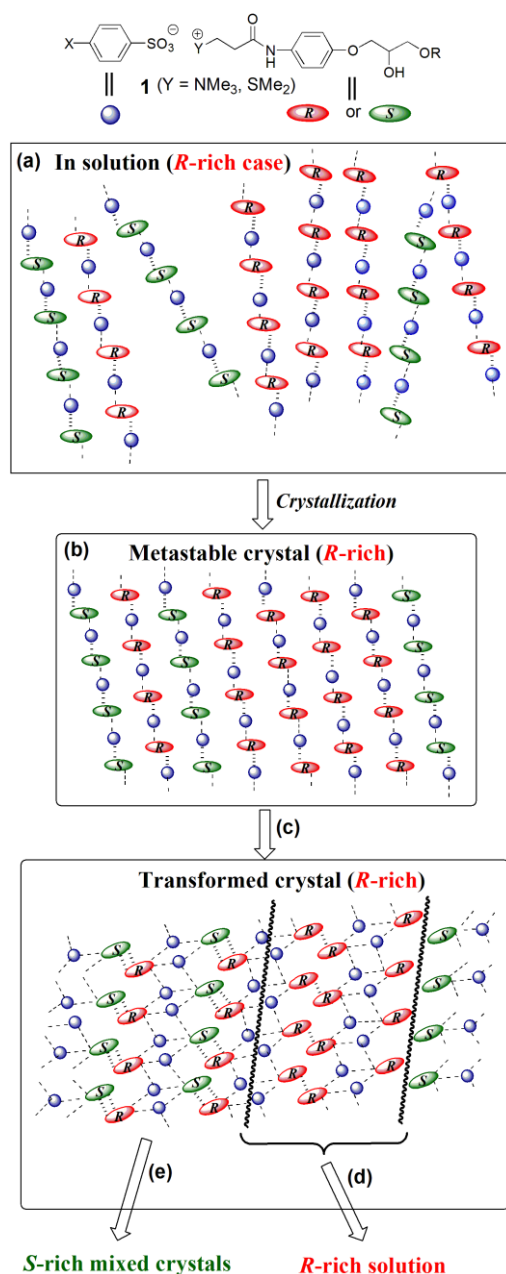 X
SO₃⊖
⊕
Y
O
N
H
O
OH
OR
1 (Y = NMe₃, SMe₂)
R or S
(a) In solution (R-rich case)
R
R
R
S
R
R
R
R
S
R
S
R
S
R
S
R
R
R
S
S
R
S
R
R
R
R
S
R
S
S
R
R
S
R
S
Crystallization
(b) Metastable crystal (R-rich)
R
R
R
R
S
S
R
S
R
R
R
R
S
S
R
S
R
R
R
R
S
S
R
S
R
R
R
R
S
S
R
S
(c)
Transformed crystal (R-rich)
R
R
S
S
R
S
R
R
R
R
S
S
R
S
R
R
R
R
S
S
R
S
R
R
R
R
S
S
R
S
R
R
(e)
(d)
S-rich mixed crystals
R-rich solution